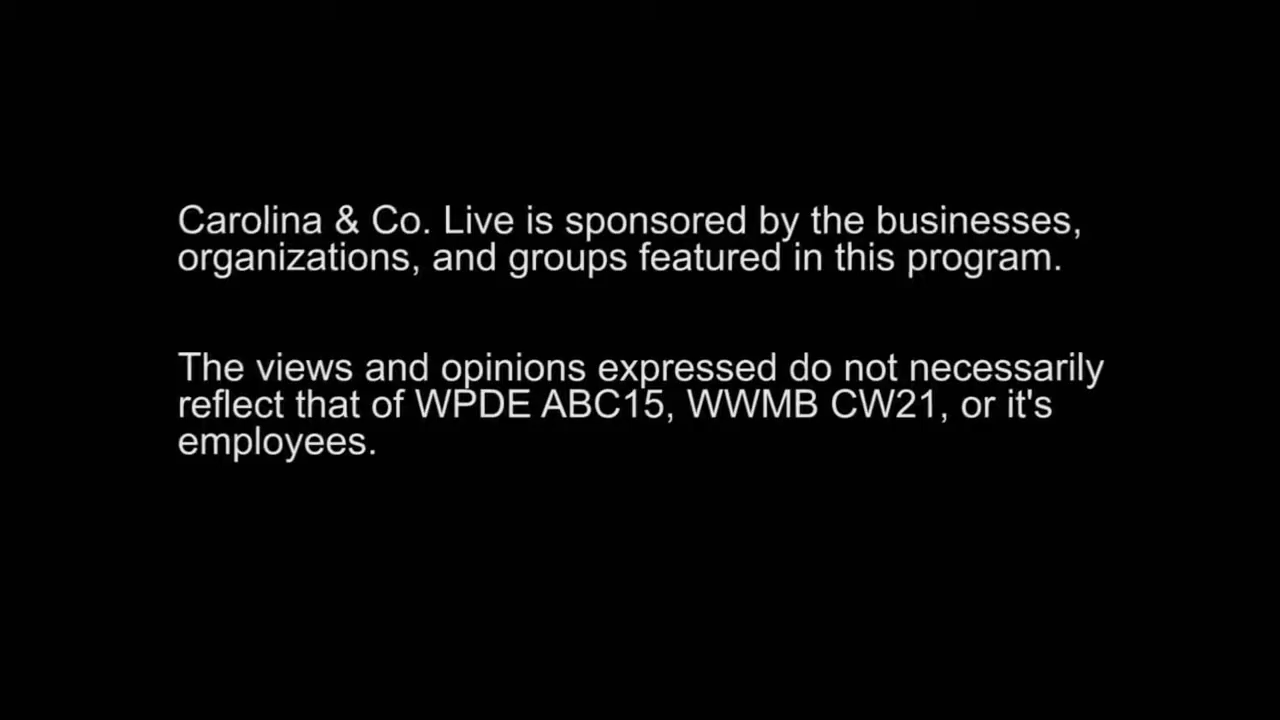 Carolina & Co. Live is sponsored by the businesses,
organizations, and groups featured in this program.
The views and opinions expressed do not necessarily
reflect that of WPDE ABC15, WWMB CW21, or it's
employees.